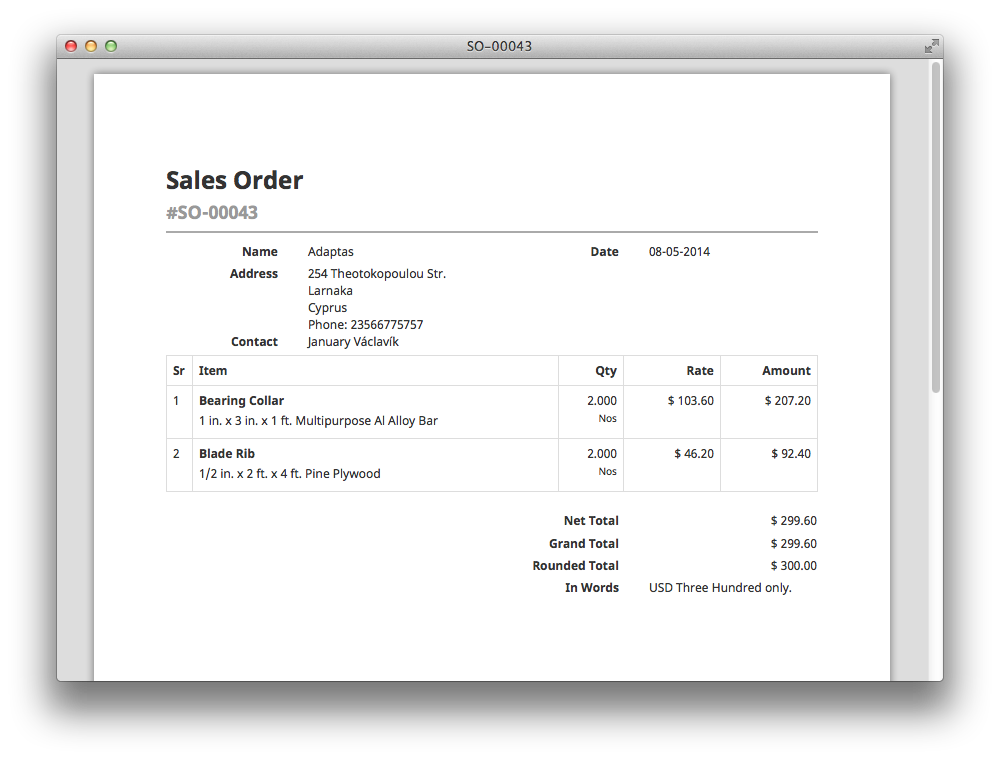 SO-00043
Sales Order
#SO-00043
Name Adaptas Date 08-05-2014
Address 254 Theotokopoulou Str.
Larnaka
Cyprus
Phone: 23566775757
Contact January Václavík
Sr Item Qty Rate Amount
1 Bearing Collar 2.000 $ 103.60 $ 207.20
1 in. x 3 in. x 1 ft. Multipurpose Al Alloy Bar Nos
2 Blade Rib 2.000 $ 46.20 $ 92.40
1/2 in. x 2 ft. x 4 ft. Pine Plywood Nos
Net Total $ 299.60
Grand Total $ 299.60
Rounded Total $ 300.00
In Words USD Three Hundred only.